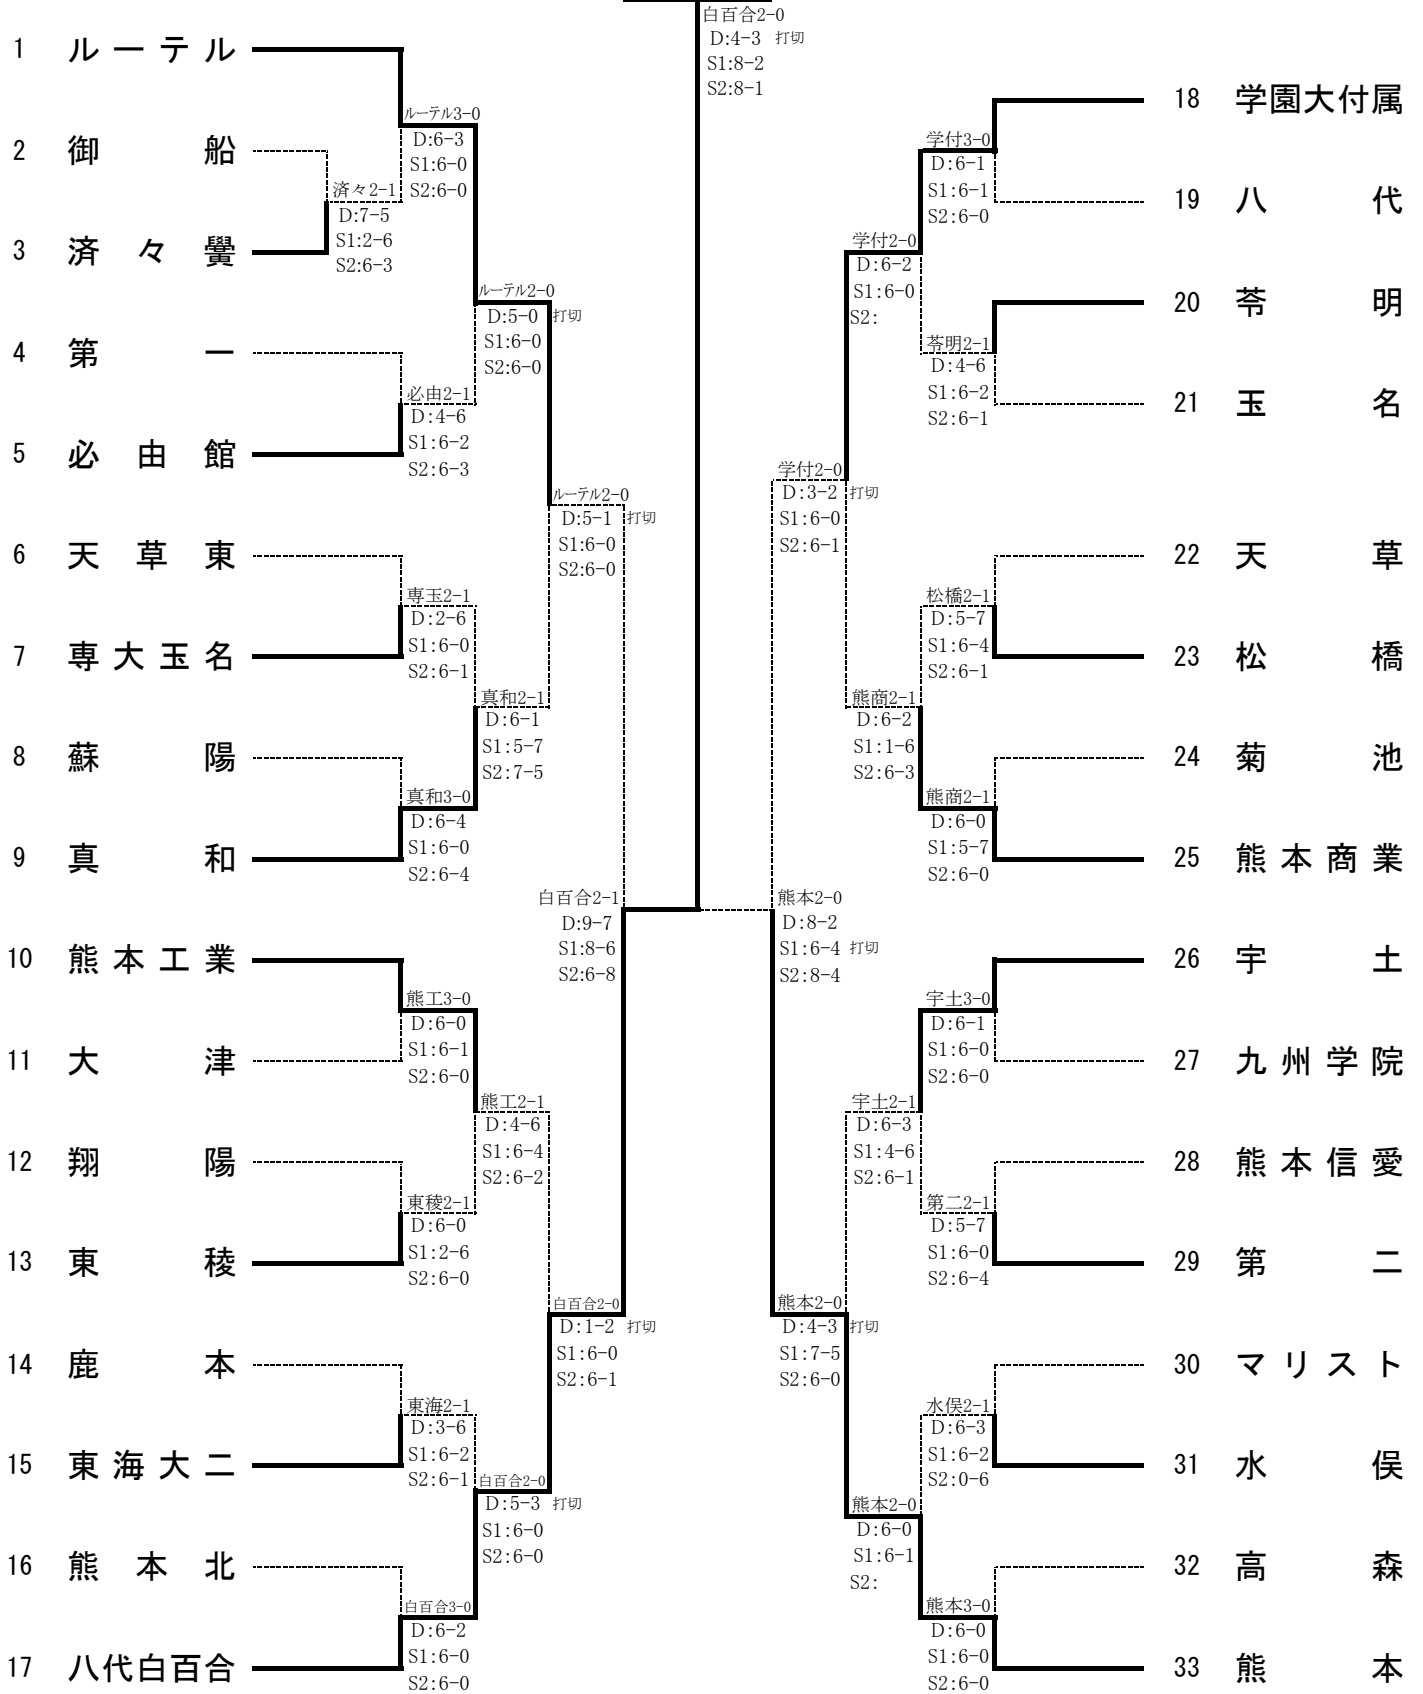 白百合2-0
D:4-3 打切
S1:8-2
S2:8-1
1 ルーテル
2 御船
3 済々黌
4 第一
5 必由館
6 天草東
7 専大玉名
8 蘇陽
9 真和
10 熊本工業
11 大津
12 翔陽
13 東稜
14 鹿本
15 東海大二
16 熊本北
17 八代白百合
ルーテル3-0
D:6-3
S1:6-0
S2:6-0
済々2-1
D:7-5
S1:2-6
S2:6-3
ルーテル2-0
D:5-0 打切
S1:6-0
S2:6-0
必由2-1
D:4-6
S1:6-2
S2:6-3
ルーテル2-0
D:5-1 打切
S1:6-0
S2:6-0
専玉2-1
D:2-6
S1:6-0
S2:6-1
真和2-1
D:6-1
S1:5-7
S2:7-5
真和3-0
D:6-4
S1:6-0
S2:6-4
白百合2-1
D:9-7
S1:8-6
S2:6-8
熊工3-0
D:6-0
S1:6-1
S2:6-0
熊工2-1
D:4-6
S1:6-4
S2:6-2
東稜2-1
D:6-0
S1:2-6
S2:6-0
白百合2-0
D:1-2 打切
S1:6-0
S2:6-1
東海2-1
D:3-6
S1:6-2
S2:6-1
白百合2-0
D:5-3 打切
S1:6-0
S2:6-0
白百合3-0
D:6-2
S1:6-0
S2:6-0
学付3-0
D:6-1
S1:6-1
S2:6-0
学付2-0
D:6-2
S1:6-0
S2:
苓明2-1
D:4-6
S1:6-2
S2:6-1
学付2-0
D:3-2 打切
S1:6-0
S2:6-1
松橋2-1
D:5-7
S1:6-4
S2:6-1
熊商2-1
D:6-2
S1:1-6
S2:6-3
熊商2-1
D:6-0
S1:5-7
S2:6-0
熊本2-0
D:8-2
S1:6-4 打切
S2:8-4
宇土3-0
D:6-1
S1:6-0
S2:6-0
宇土2-1
D:6-3
S1:4-6
S2:6-1
第二2-1
D:5-7
S1:6-0
S2:6-4
熊本2-0
D:4-3 打切
S1:7-5
S2:6-0
水俣2-1
D:6-3
S1:6-2
S2:0-6
熊本2-0
D:6-0
S1:6-1
S2:
熊本3-0
D:6-0
S1:6-0
S2:6-0
18 学園大付属
19 八代
20 苓明
21 玉名
22 天草
23 松橋
24 菊池
25 熊本商業
26 宇土
27 九州学院
28 熊本信愛
29 第二
30 マリスト
31 水俣
32 高森
33 熊本